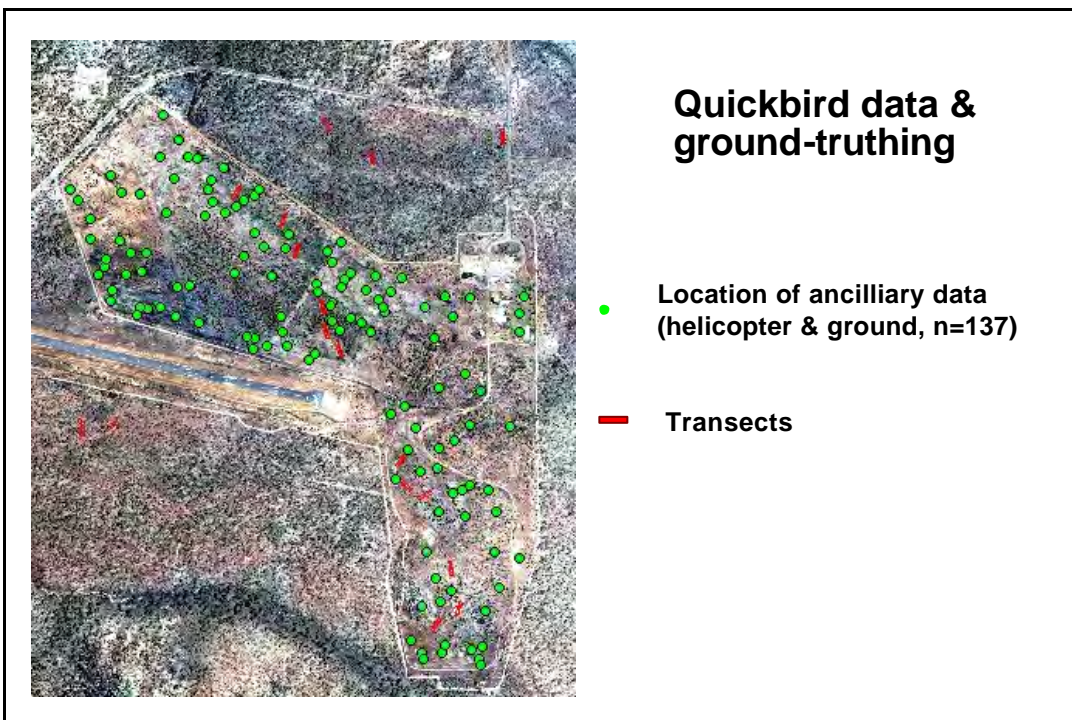 Quickbird data &
ground-truthing
Location of ancilliary data
(helicopter & ground, n=137)
Transects